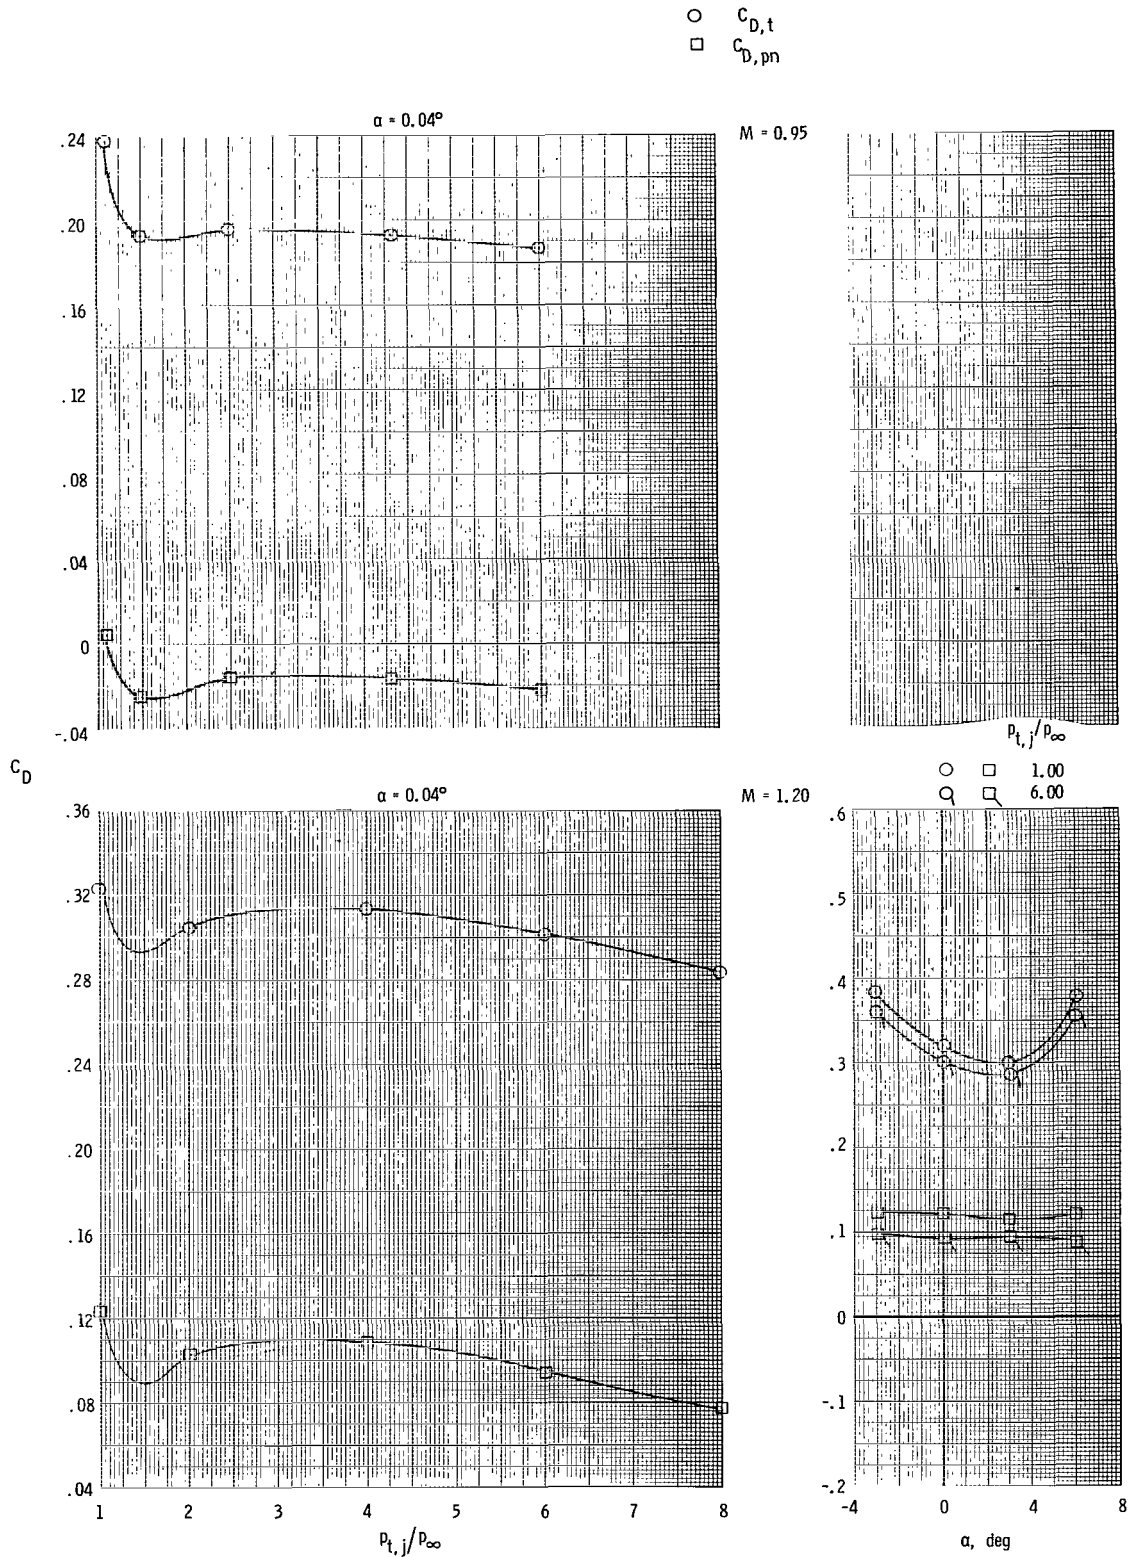 C_D,t
C_D,pn
α = 0.04°
M = 0.95
.24
.20
.16
.12
.08
.04
0
-.04
p_t,j/p_∞
1.00
6.00
C_D
α = 0.04°
M = 1.20
.36
.32
.28
.24
.20
.16
.12
.08
.04
1 2 3 4 5 6 7 8
p_t,j/p_∞
.6
.5
.4
.3
.2
.1
0
-.1
-.2
-4 0 4 8
α, deg